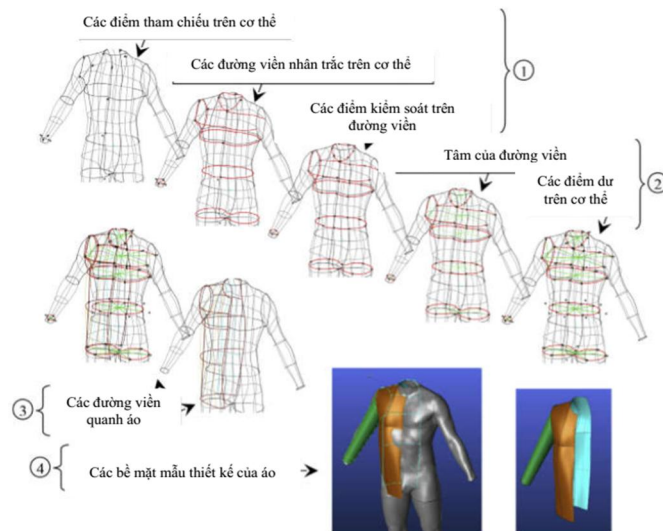 Các điểm tham chiếu trên cơ thể
Các đường viền nhân trắc trên cơ thể
①
Các điểm kiểm soát trên
đường viền
Tâm của đường viền
Các điểm dư
trên cơ thể
②
③
Các đường viền
quanh áo
④
Các bề mặt mẫu thiết kế của áo